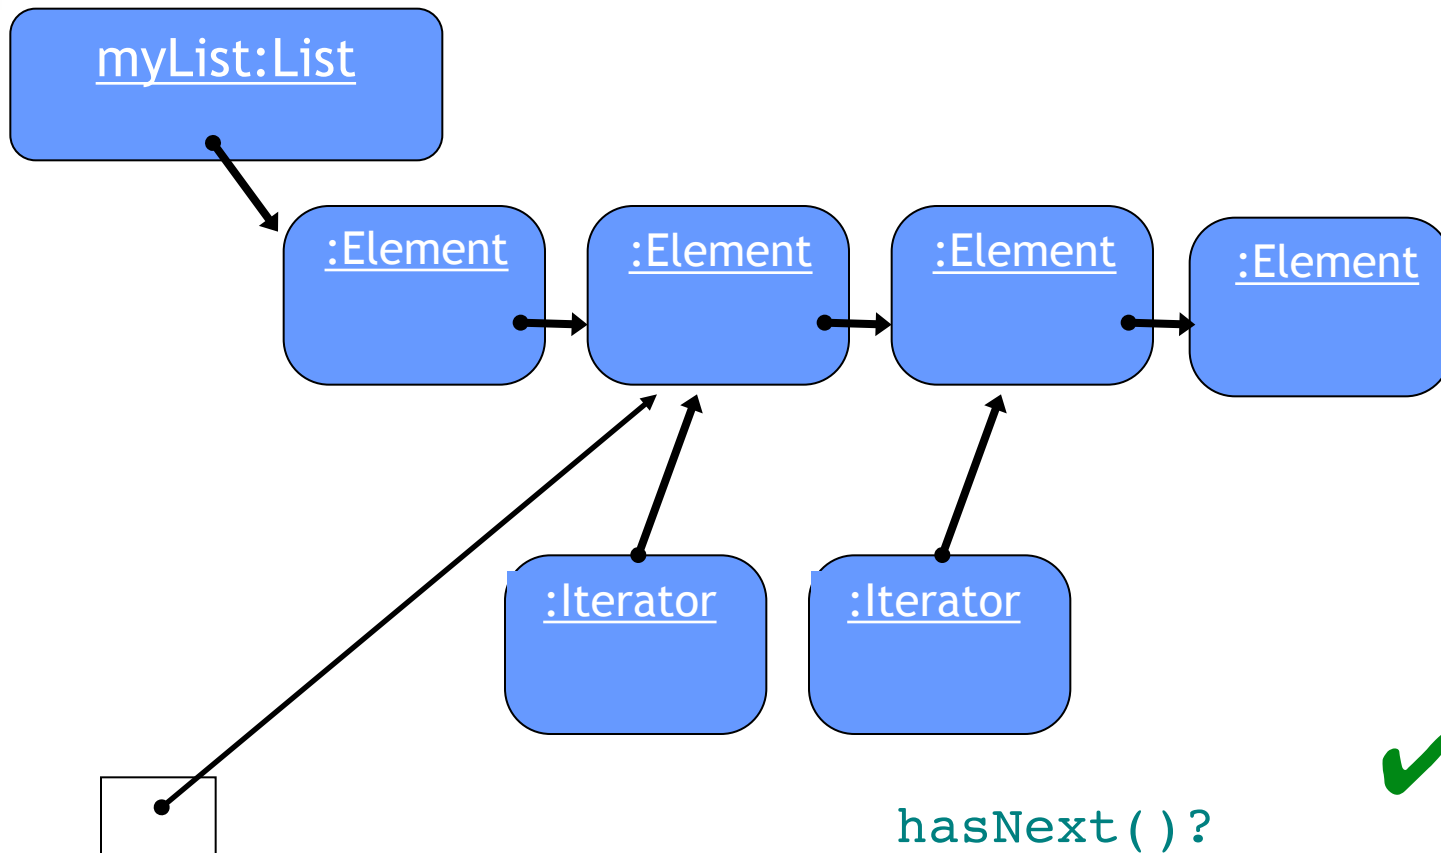 myList:List
:Element
:Element
:Element
:Element
:Iterator
:Iterator
hasNext()?